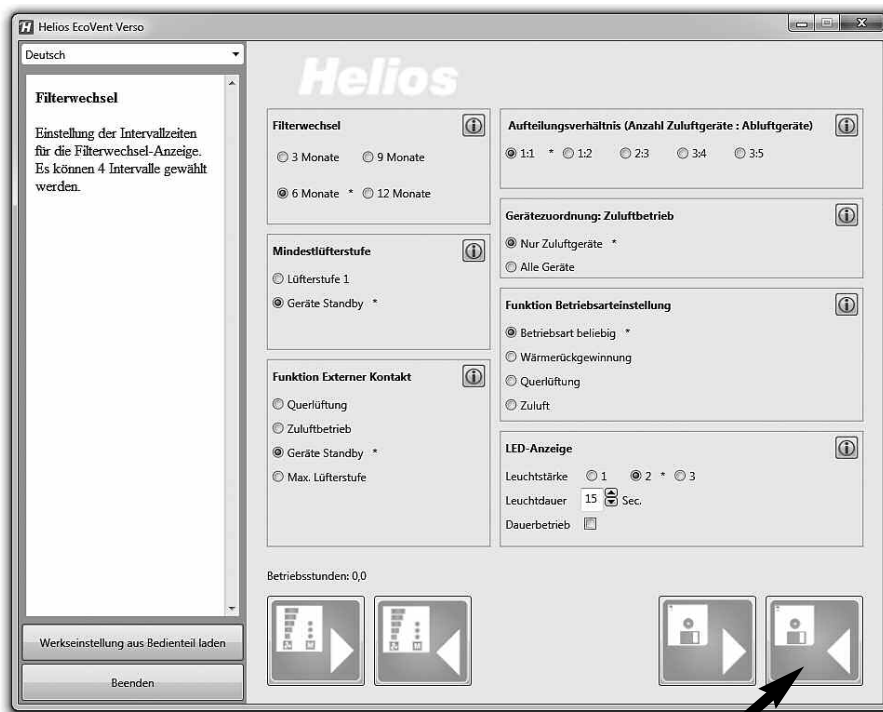 Helios EcoVent Verso
Deutsch
Filterwechsel
Einstellung der Intervallzeiten
für die Filterwechsel-Anzeige.
Es können 4 Intervalle gewählt
werden.
Werkseinstellung aus Bedienteil laden
Beenden
Helios
Filterwechsel
3 Monate 9 Monate
6 Monate * 12 Monate
Mindestlüfterstufe
Lüfterstufe 1
Geräte Standby *
Funktion Externer Kontakt
Querlüftung
Zuluftbetrieb
Geräte Standby *
Max. Lüfterstufe
Aufteilungsverhältnis (Anzahl Zuluftgeräte : Abluftgeräte)
1:1 * 1:2 2:3 3:4 3:5
Gerätezuordnung: Zuluftbetrieb
Nur Zuluftgeräte *
Alle Geräte
Funktion Betriebsarteinstellung
Betriebsart beliebig *
Wärmerückgewinnung
Querlüftung
Zuluft
LED-Anzeige
Leuchtstärke 1 2 * 3
Leuchtdauer 15 Sec.
Dauerbetrieb
Betriebsstunden: 0,0